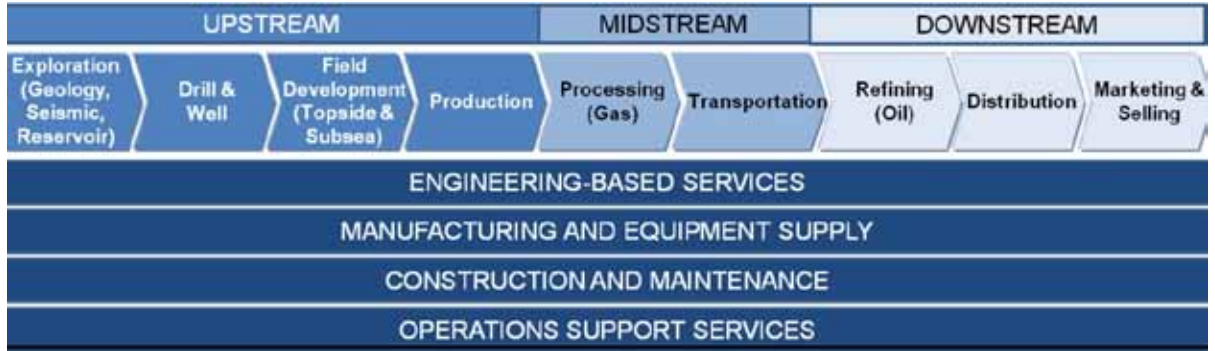 UPSTREAM
MIDSTREAM
DOWNSTREAM
Exploration
(Geology,
Seismic,
Reservoir)
Drill &
Well
Field
Development
(Topside &
Subsea)
Production
Processing
(Gas)
Transportation
Refining
(Oil)
Distribution
Marketing &
Selling
ENGINEERING-BASED SERVICES
MANUFACTURING AND EQUIPMENT SUPPLY
CONSTRUCTION AND MAINTENANCE
OPERATIONS SUPPORT SERVICES